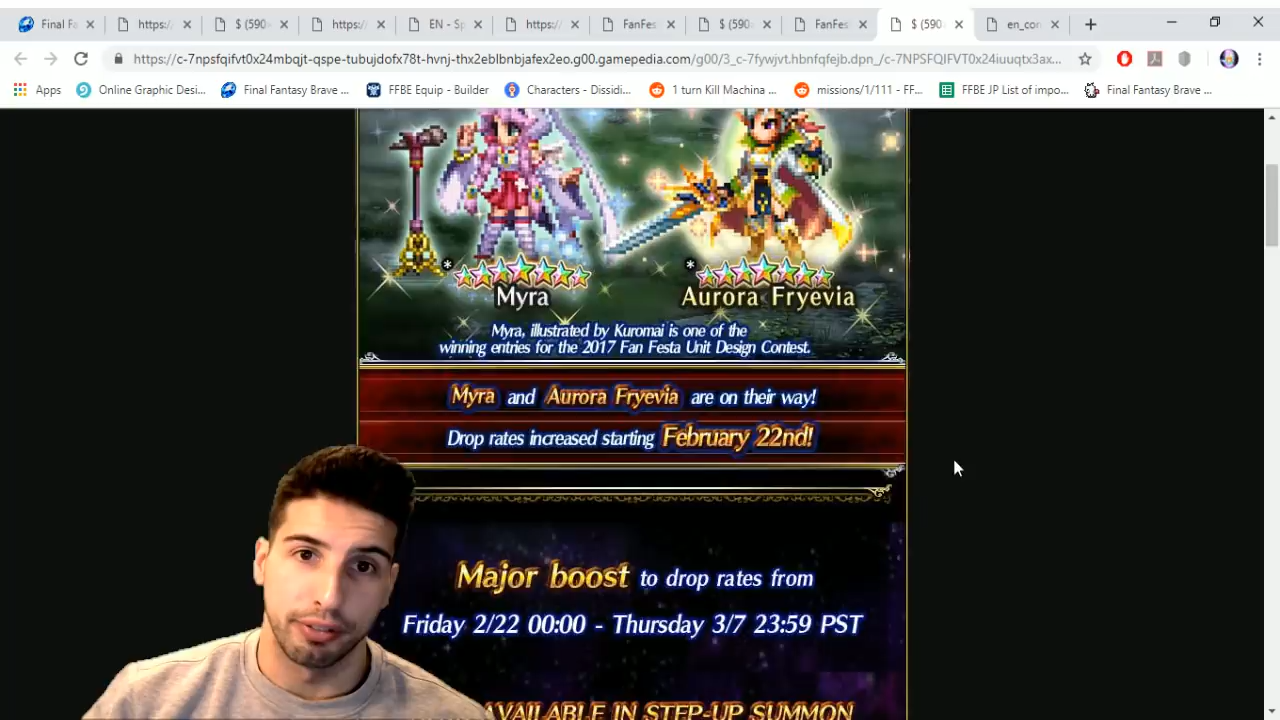 Final Fa
https:/
$ (590
https:/
EN - Sp
https:/
FanFes
$ (590
FanFes
$ (590
en_con
https://c-7npsfqifvt0x24mbqjt-qspe-tubujdofx78t-hvnj-thx2eblbnbjafex2eo.g00.gamepedia.com/g00/3_c-7fywjvt.hbnfqfejb.dpn_/c-7NPSFQIFVT0x24iuuqtx3ax...
Apps
Online Graphic Desi...
Final Fantasy Brave ...
FFBE Equip - Builder
Characters - Dissidi...
1 turn Kill Machina ...
missions/1/111 - FF...
FFBE JP List of impo...
Final Fantasy Brave ...
* Myra
* Aurora Fryevia
Myra, illustrated by Kuromai is one of the
winning entries for the 2017 Fan Festa Unit Design Contest.
Myra and Aurora Fryevia are on their way!
Drop rates increased starting February 22nd!
Major boost to drop rates from
Friday 2/22 00:00 - Thursday 3/7 23:59 PST
AVAILABLE IN STEP-UP SUMMON